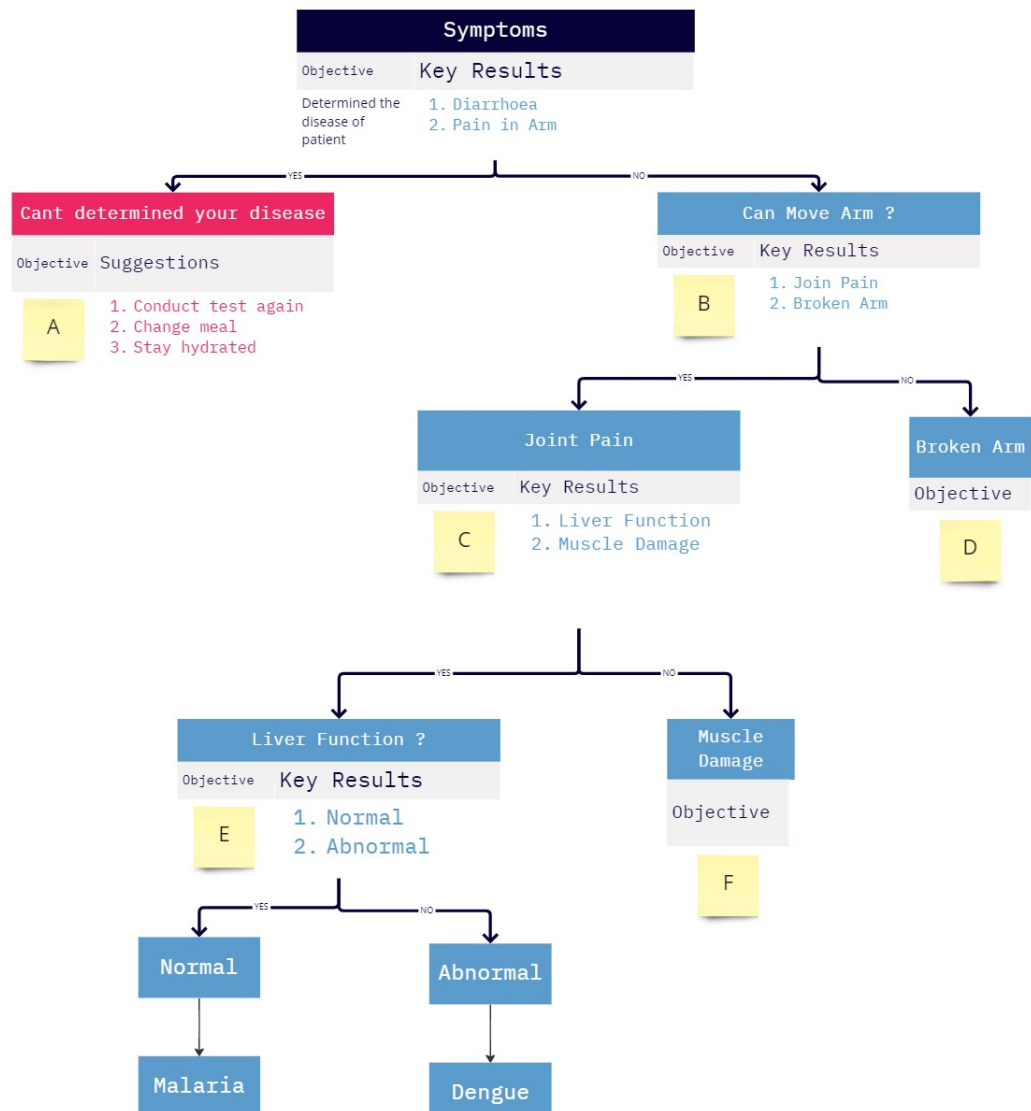 Symptoms
Objective Key Results
Determined the
disease of
patient
1. Diarrhoea
2. Pain in Arm
YES
NO
Cant determined your disease
Objective Suggestions
A
1. Conduct test again
2. Change meal
3. Stay hydrated
Can Move Arm ?
Objective Key Results
B
1. Join Pain
2. Broken Arm
YES
NO
Joint Pain
Objective Key Results
C
1. Liver Function
2. Muscle Damage
Broken Arm
Objective
D
YES
NO
Liver Function ?
Objective Key Results
E
1. Normal
2. Abnormal
Muscle
Damage
Objective
F
YES
NO
Normal
Abnormal
Malaria
Dengue